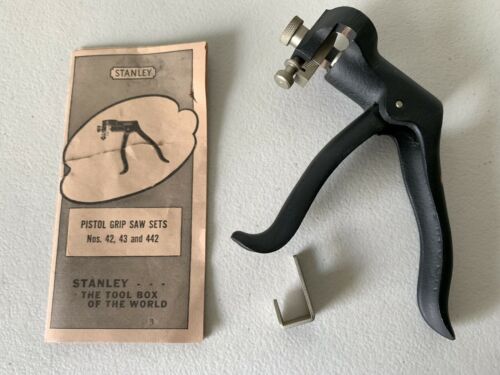 STANLEY
PISTOL GRIP SAW SETS
Nos. 42, 43 and 442
STANLEY - - -
THE TOOL BOX
OF THE WORLD